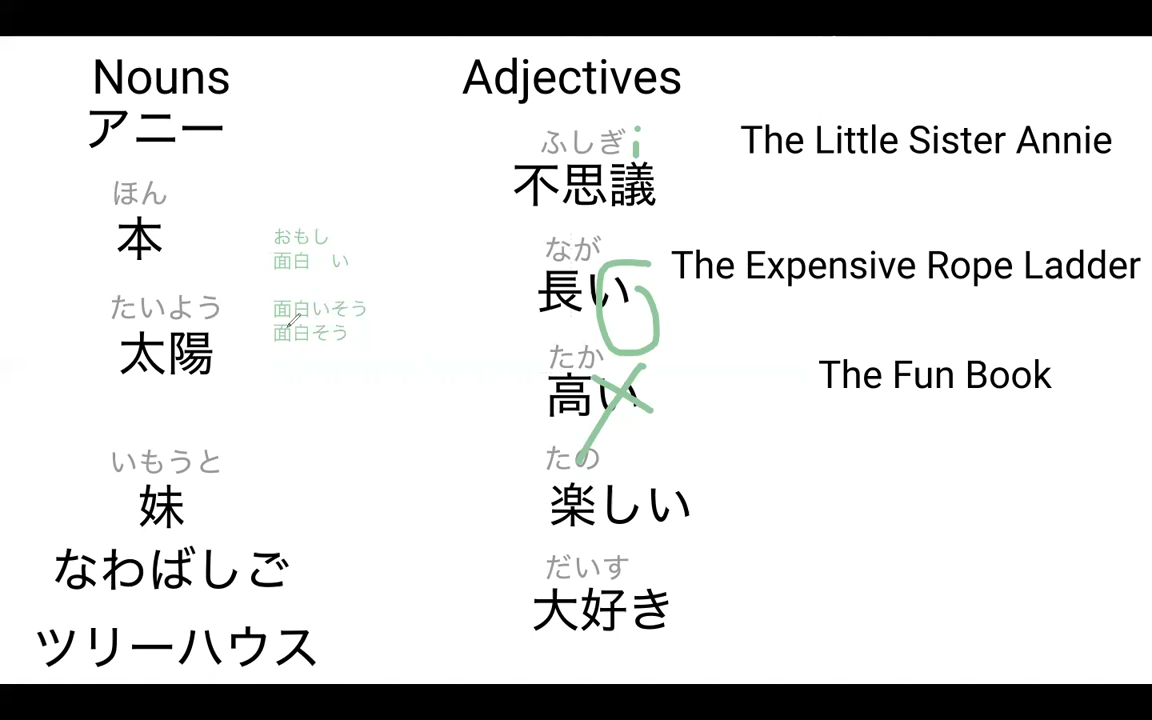 Nouns
アニー
ほん
本
たいよう
太陽
いもうと
妹
なわばしご
ツリーハウス
おもし
面白 い
面白いそう
面白そう
Adjectives
ふしぎi
不思議
なが
長い
たか
高い
たの
楽しい
だいす
大好き
The Little Sister Annie
The Expensive Rope Ladder
The Fun Book